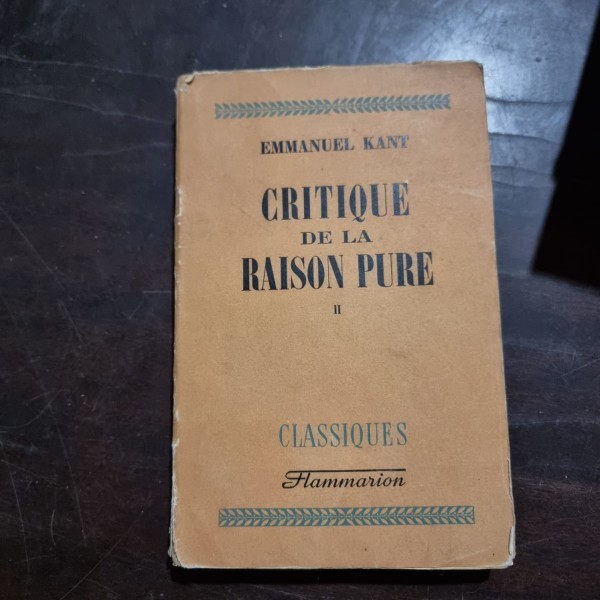 EMMANUEL KANT
CRITIQUE
DE LA
RAISON PURE
II
CLASSIQUES
Flammarion